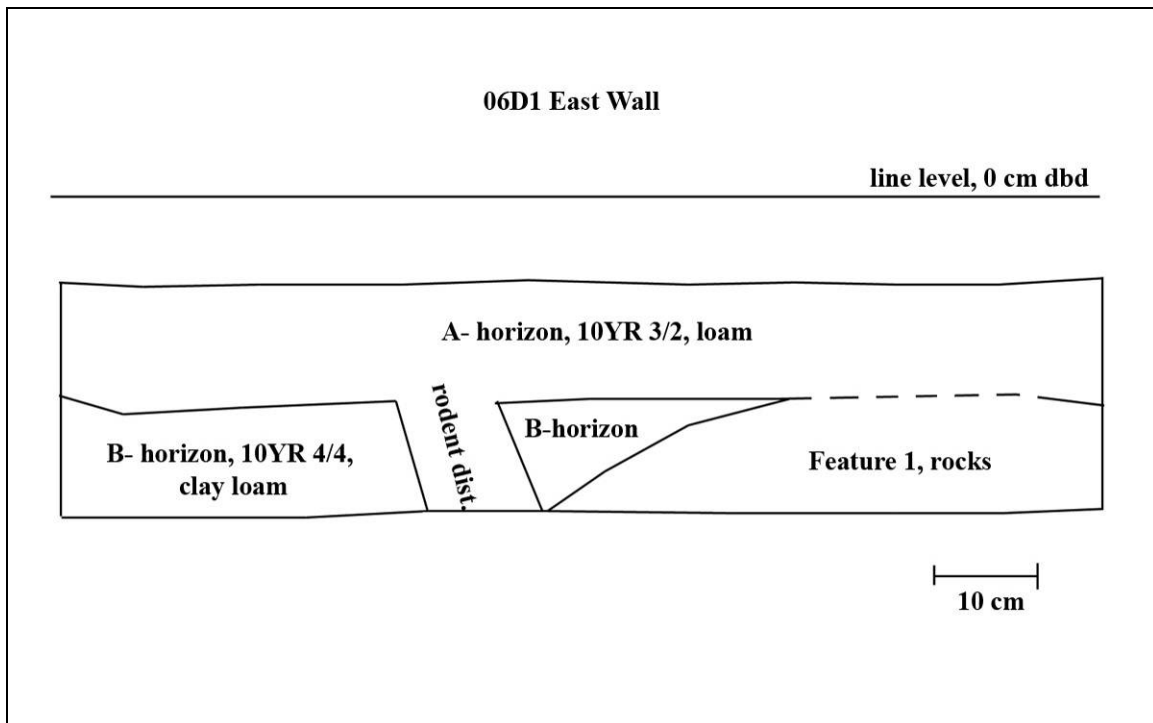 06D1 East Wall
line level, 0 cm dbd
A- horizon, 10YR 3/2, loam
rodent dist.
B-horizon
B- horizon, 10YR 4/4,
clay loam
Feature 1, rocks
10 cm